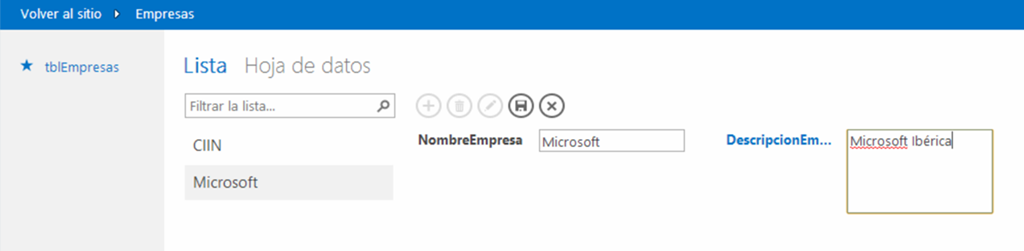 Volver al sitio Empresas
tblEmpresas
Lista Hoja de datos
Filtrar la lista...
CIIN
Microsoft
NombreEmpresa Microsoft
DescripcionEm... Microsoft Ibérica